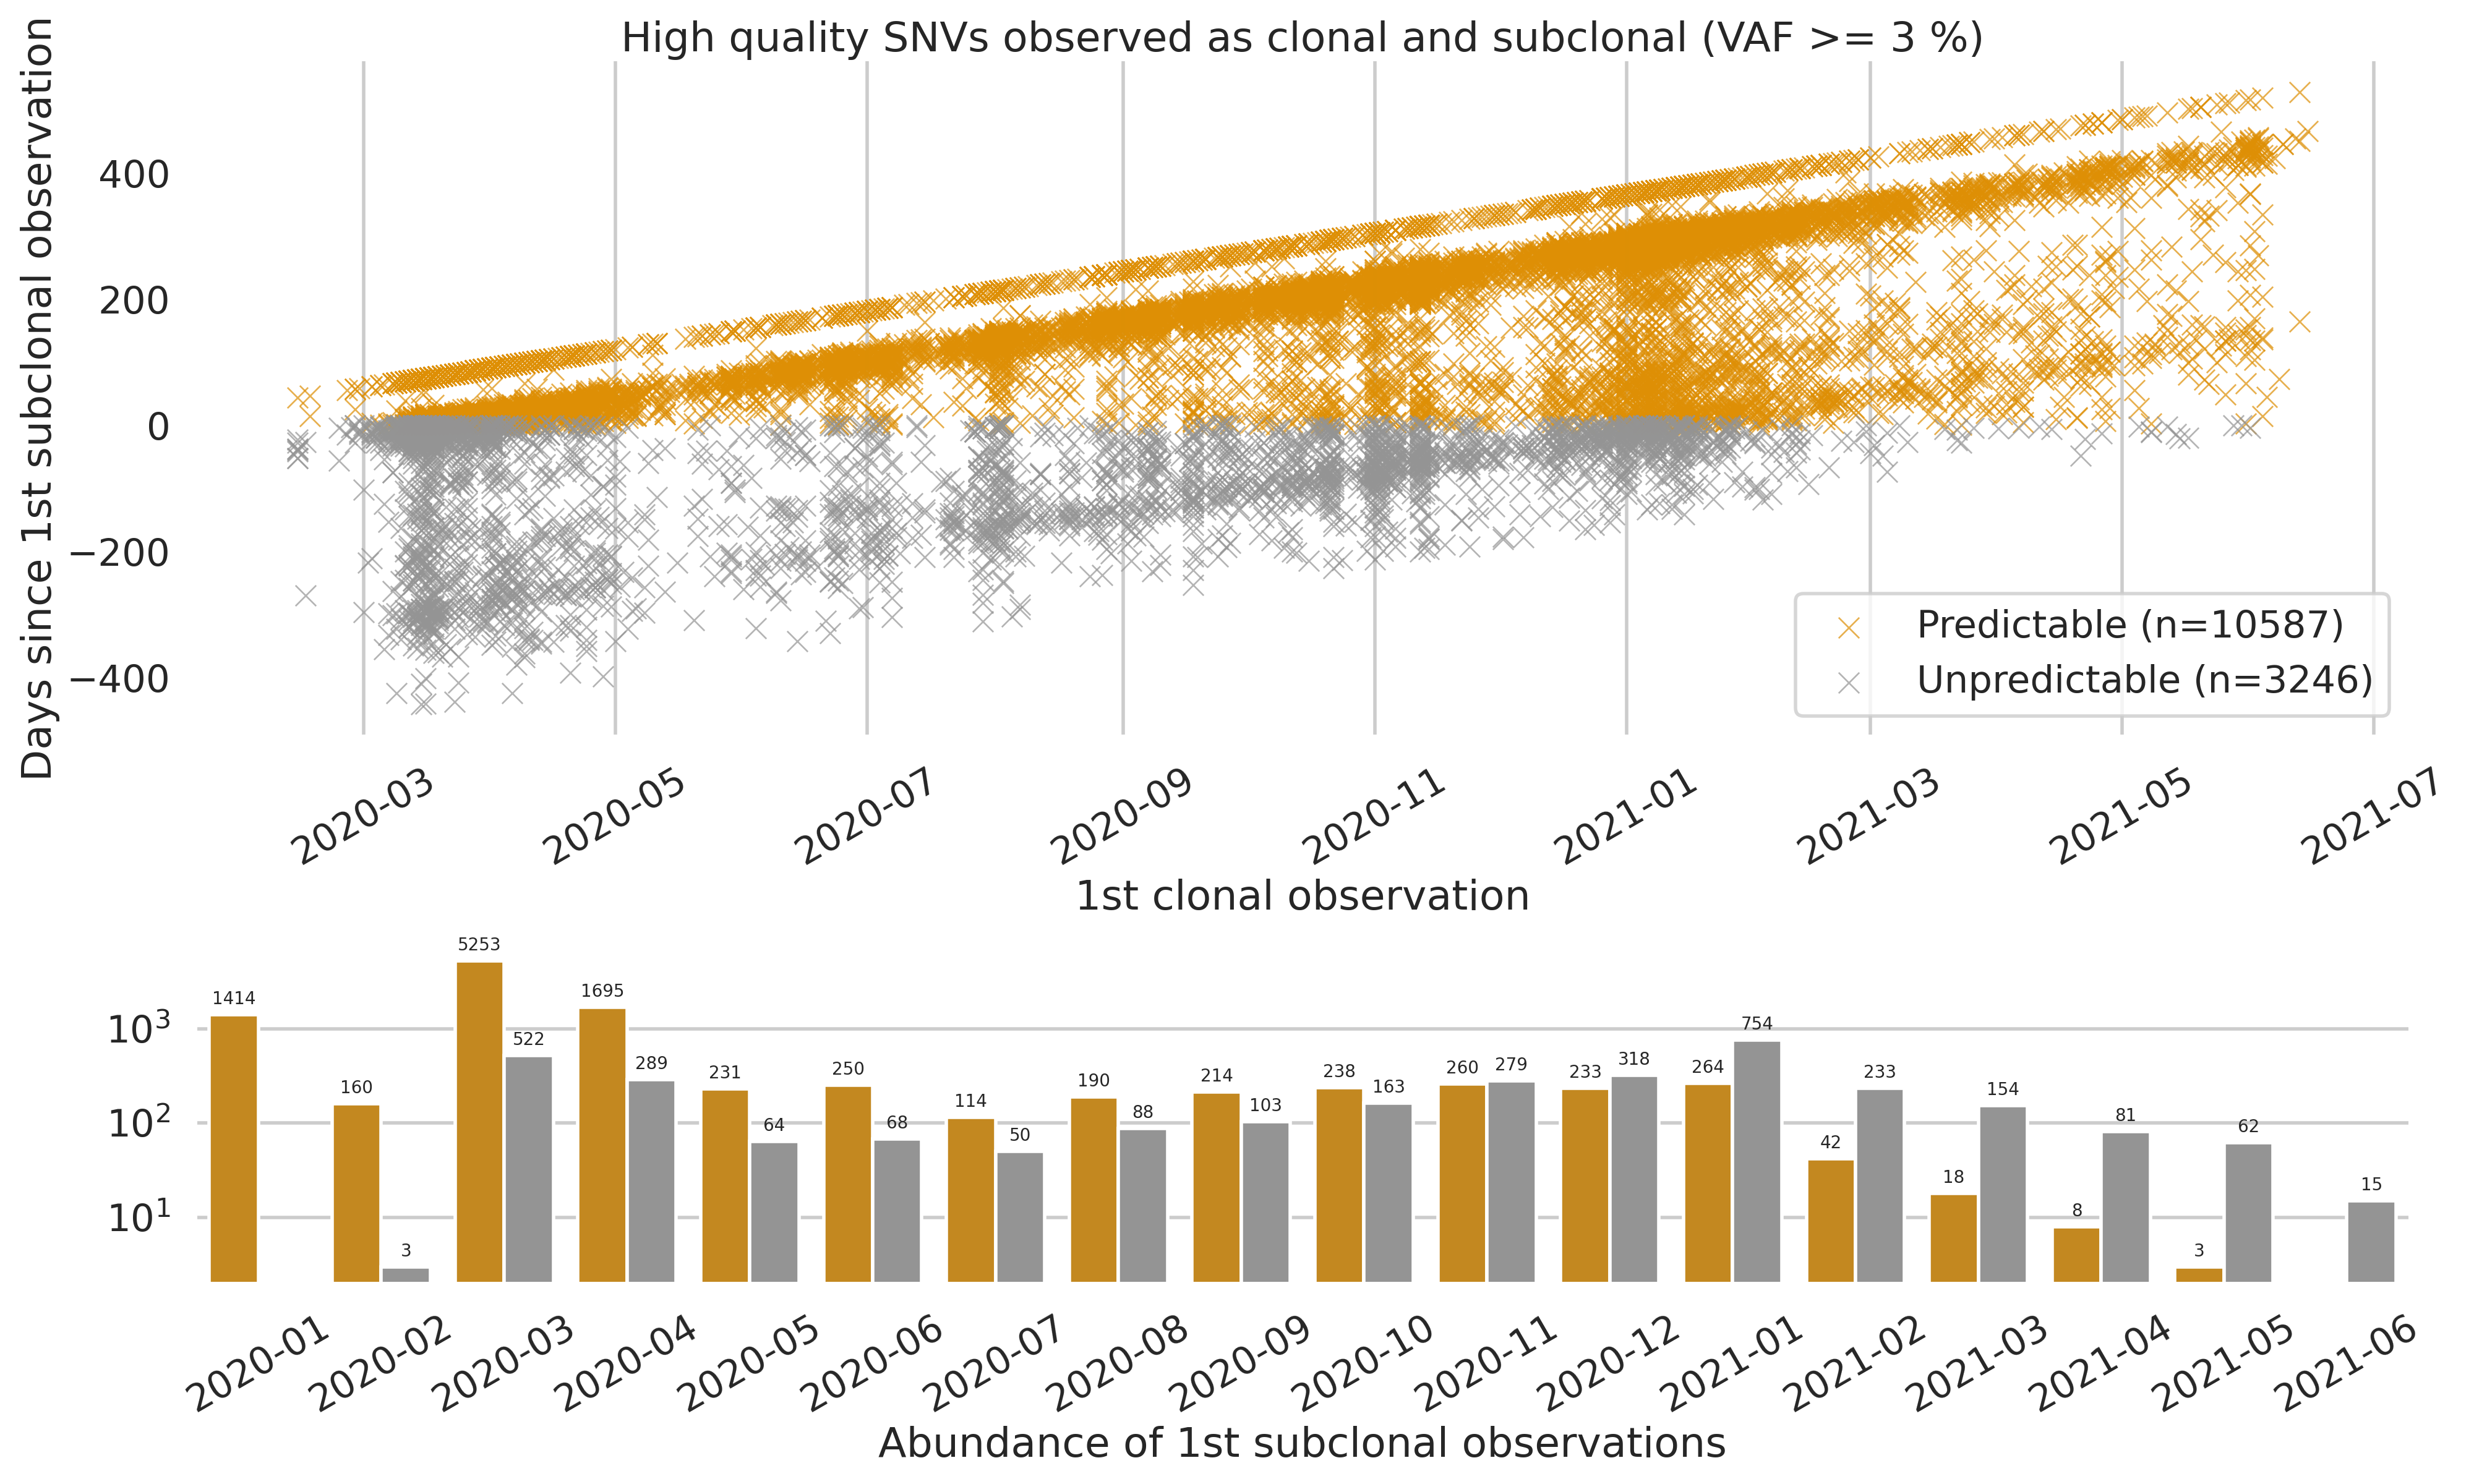 High quality SNVs observed as clonal and subclonal (VAF >= 3 %)
Days since 1st subclonal observation
400
200
0
−200
−400
Predictable (n=10587)
Unpredictable (n=3246)
2020-03 2020-05 2020-07 2020-09 2020-11 2021-01 2021-03 2021-05 2021-07
1st clonal observation
10³
10²
10¹
1414 160 3 5253 522 1695 289 231 64 250 68 114 50 190 88 214 103 238 163 260 279 233 318 264 754 42 233 18 154 8 81 3 62 15
2020-01 2020-02 2020-03 2020-04 2020-05 2020-06 2020-07 2020-08 2020-09 2020-10 2020-11 2020-12 2021-01 2021-02 2021-03 2021-04 2021-05 2021-06
Abundance of 1st subclonal observations